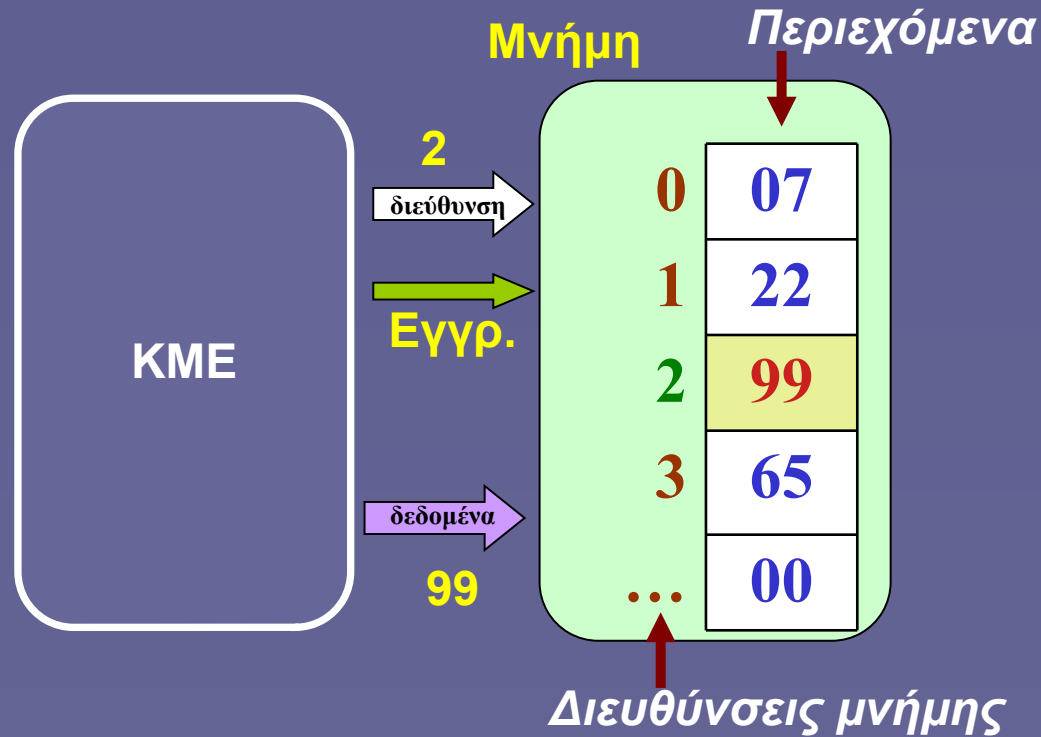 Περιεχόμενα
Μνήμη
2
διεύθυνση
0 07
1 22
Εγγρ.
ΚΜΕ
2 99
3 65
δεδομένα
99
... 00
Διευθύνσεις μνήμης